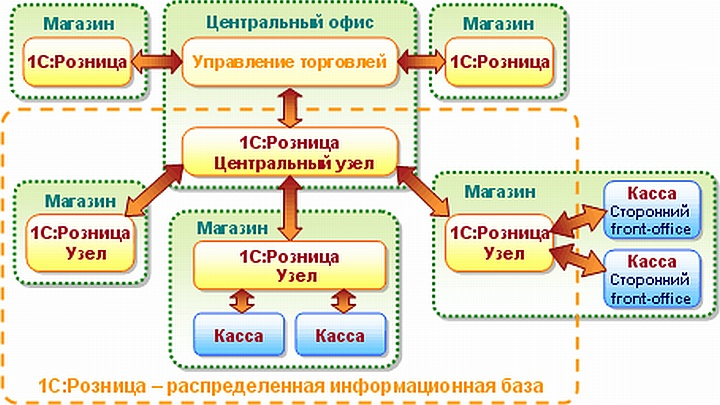 Магазин
1С:Розница
Центральный офис
Управление торговлей
Магазин
1С:Розница
1С:Розница
Центральный узел
Магазин
1С:Розница
Узел
Магазин
1С:Розница
Узел
Касса
Касса
Магазин
1С:Розница
Узел
Касса
Сторонний
front-office
Касса
Сторонний
front-office
1С:Розница – распределенная информационная база